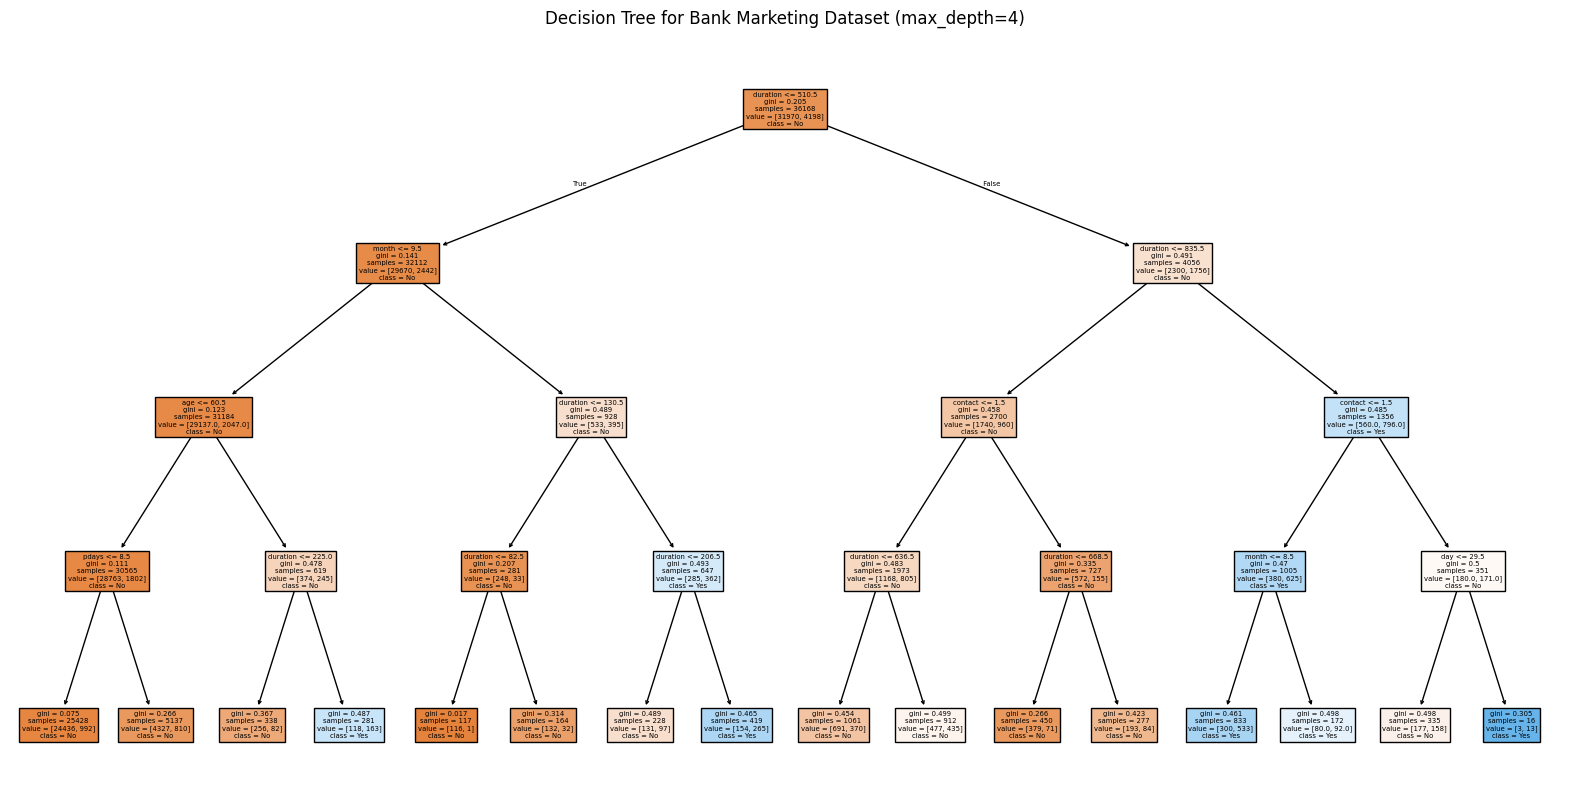 Decision Tree for Bank Marketing Dataset (max_depth=4)
duration <= 510.5
gini = 0.205
samples = 36168
value = [31970, 4198]
class = No
True
False
month <= 9.5
gini = 0.141
samples = 32112
value = [29670, 2442]
class = No
duration <= 835.5
gini = 0.491
samples = 4056
value = [2300, 1756]
class = No
age <= 60.5
gini = 0.123
samples = 31184
value = [29137.0, 2047.0]
class = No
duration <= 130.5
gini = 0.489
samples = 928
value = [533, 395]
class = No
contact <= 1.5
gini = 0.458
samples = 2700
value = [1740, 960]
class = No
contact <= 1.5
gini = 0.485
samples = 1356
value = [560.0, 796.0]
class = Yes
pdays <= 8.5
gini = 0.111
samples = 30565
value = [28763, 1802]
class = No
duration <= 225.0
gini = 0.478
samples = 619
value = [374, 245]
class = No
duration <= 82.5
gini = 0.207
samples = 281
value = [248, 33]
class = No
duration <= 206.5
gini = 0.493
samples = 647
value = [285, 362]
class = Yes
duration <= 636.5
gini = 0.483
samples = 1973
value = [1168, 805]
class = No
duration <= 668.5
gini = 0.335
samples = 727
value = [572, 155]
class = No
month <= 8.5
gini = 0.47
samples = 1005
value = [380, 625]
class = Yes
day <= 29.5
gini = 0.5
samples = 351
value = [180.0, 171.0]
class = No
gini = 0.075
samples = 25428
value = [24436, 992]
class = No
gini = 0.266
samples = 5137
value = [4327, 810]
class = No
gini = 0.367
samples = 338
value = [256, 82]
class = No
gini = 0.487
samples = 281
value = [118, 163]
class = Yes
gini = 0.017
samples = 117
value = [116, 1]
class = No
gini = 0.314
samples = 164
value = [132, 32]
class = No
gini = 0.489
samples = 228
value = [131, 97]
class = No
gini = 0.465
samples = 419
value = [154, 265]
class = Yes
gini = 0.454
samples = 1061
value = [691, 370]
class = No
gini = 0.499
samples = 912
value = [477, 435]
class = No
gini = 0.266
samples = 450
value = [379, 71]
class = No
gini = 0.423
samples = 277
value = [193, 84]
class = No
gini = 0.461
samples = 833
value = [300, 533]
class = Yes
gini = 0.498
samples = 172
value = [80.0, 92.0]
class = Yes
gini = 0.498
samples = 335
value = [177, 158]
class = No
gini = 0.305
samples = 16
value = [3, 13]
class = Yes